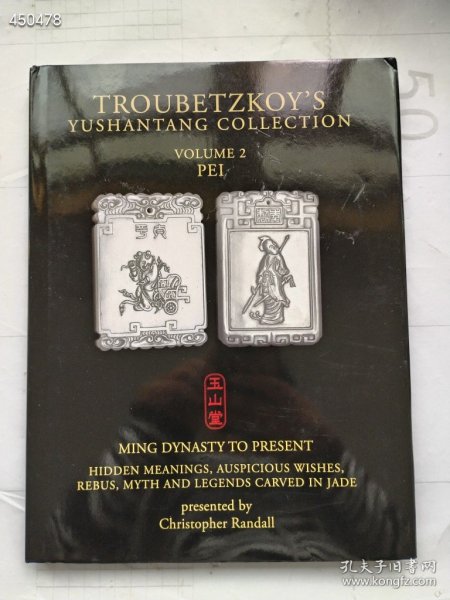 450478
TROUBETZKOY'S
YUSHANTANG COLLECTION
VOLUME 2
PEI
玉山堂
MING DYNASTY TO PRESENT
HIDDEN MEANINGS, AUSPICIOUS WISHES,
REBUS, MYTH AND LEGENDS CARVED IN JADE
presented by
Christopher Randall
孔夫子旧书网
www.kongfz.com